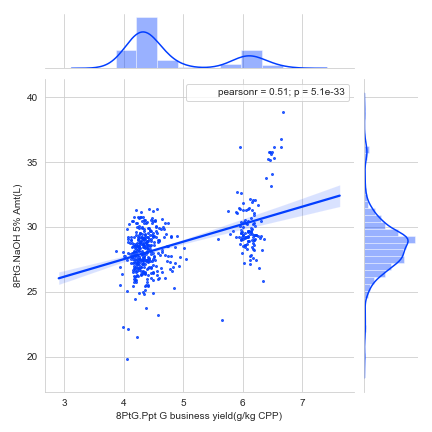 pearsonr = 0.51; p = 5.1e-33
40
35
30
25
20
8PtG.NaOH 5% Amt(L)
3 4 5 6 7
8PtG.Ppt G business yield(g/kg CPP)